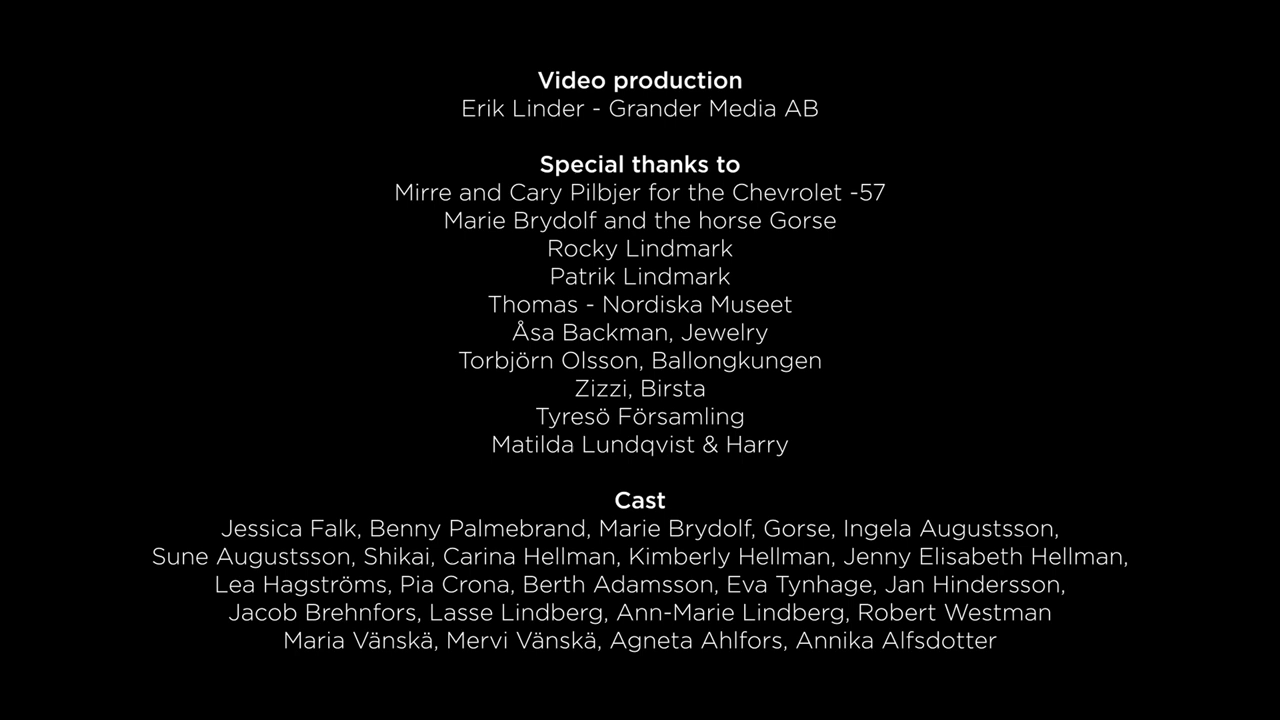 Video production
Erik Linder - Grander Media AB
Special thanks to
Mirre and Cary Pilbjer for the Chevrolet -57
Marie Brydolf and the horse Gorse
Rocky Lindmark
Patrik Lindmark
Thomas - Nordiska Museet
Åsa Backman, Jewelry
Torbjörn Olsson, Ballongkungen
Zizzi, Birsta
Tyresö Församling
Matilda Lundqvist & Harry
Cast
Jessica Falk, Benny Palmebrand, Marie Brydolf, Gorse, Ingela Augustsson,
Sune Augustsson, Shikai, Carina Hellman, Kimberly Hellman, Jenny Elisabeth Hellman,
Lea Hagströms, Pia Crona, Berth Adamsson, Eva Tynhage, Jan Hindersson,
Jacob Brehnfors, Lasse Lindberg, Ann-Marie Lindberg, Robert Westman
Maria Vänskä, Mervi Vänskä, Agneta Ahlfors, Annika Alfsdotter